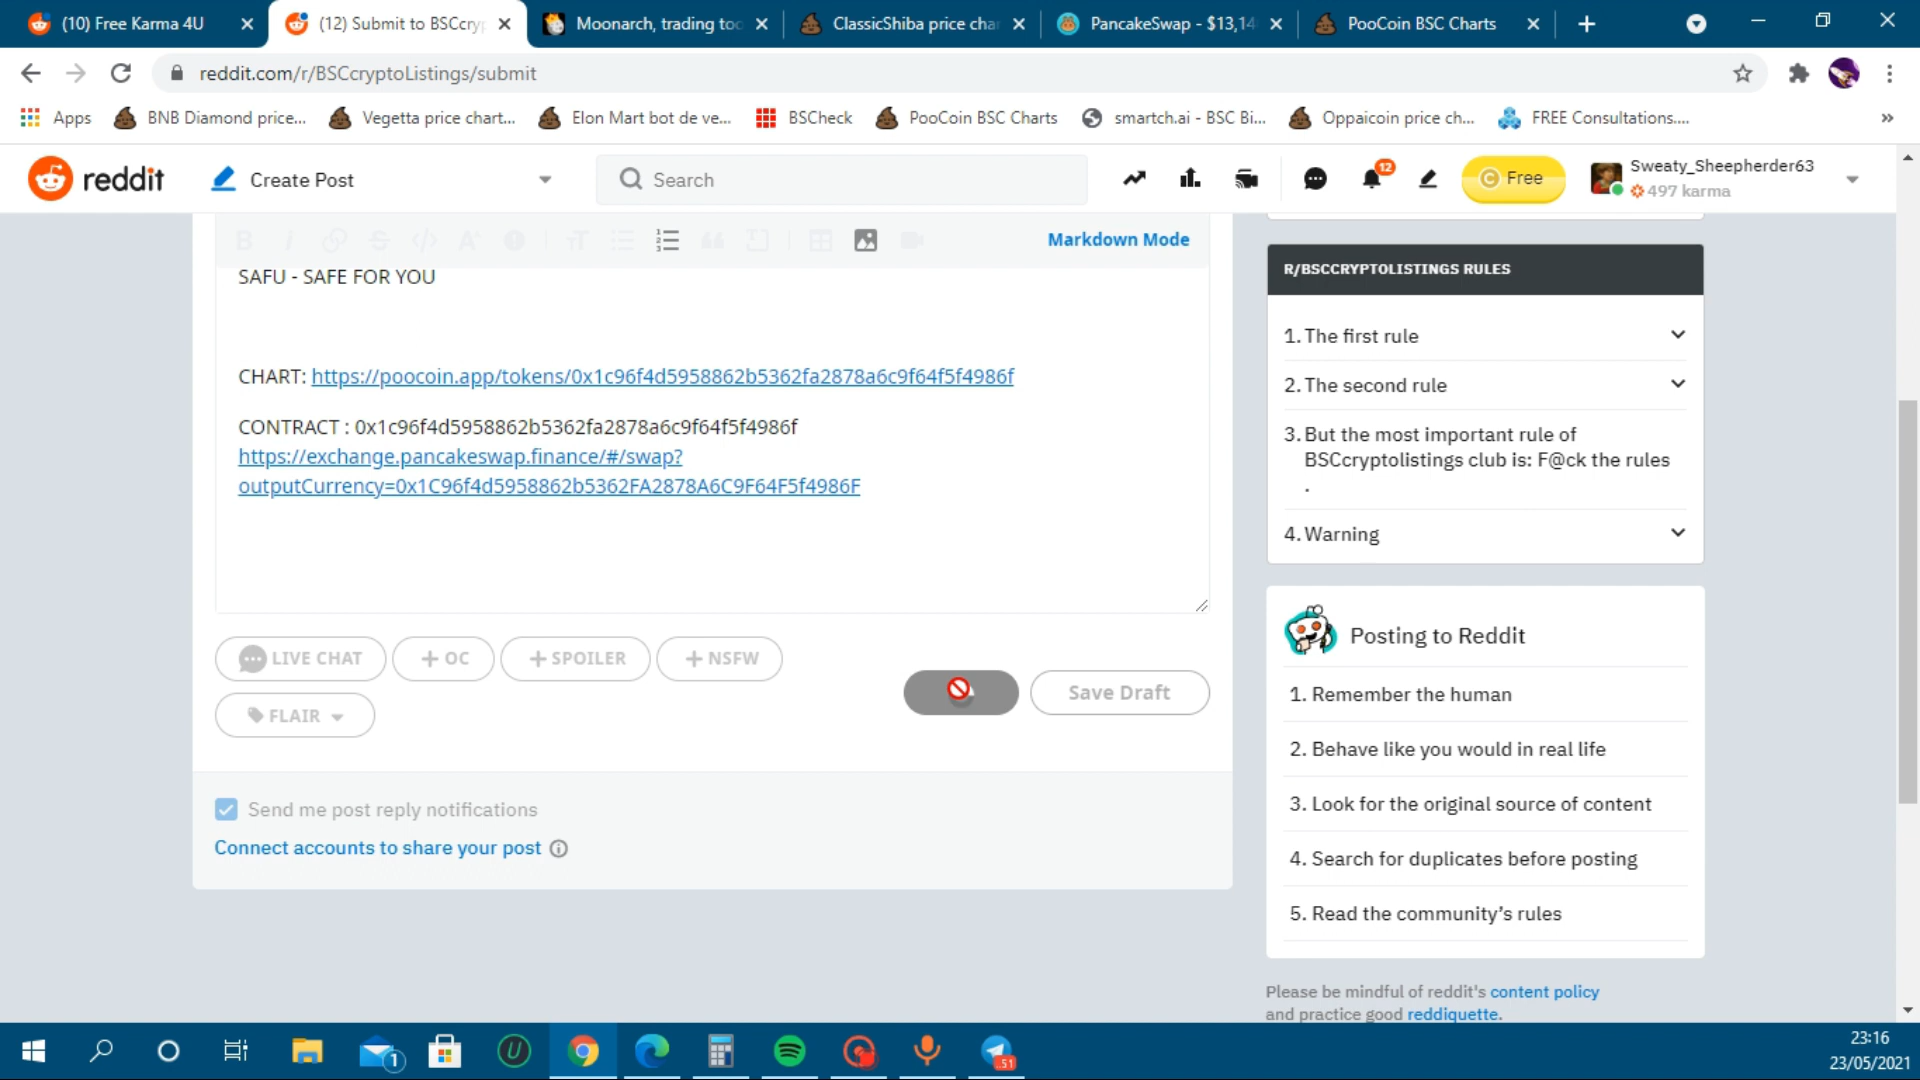 (10) Free Karma 4U
(12) Submit to BSCcry
Moonarch, trading too
ClassicShiba price char
PancakeSwap - $13,14
PooCoin BSC Charts
reddit.com/r/BSCcryptoListings/submit
Apps
BNB Diamond price...
Vegetta price chart...
Elon Mart bot de ve...
BSCheck
PooCoin BSC Charts
smartch.ai - BSC Bi...
Oppaicoin price ch...
FREE Consultations....
»
reddit
Create Post
Search
12
Free
Sweaty_Sheepherder63
497 karma
Markdown Mode
SAFU - SAFE FOR YOU
CHART: https://poocoin.app/tokens/0x1c96f4d5958862b5362fa2878a6c9f64f5f4986f
CONTRACT : 0x1c96f4d5958862b5362fa2878a6c9f64f5f4986f
https://exchange.pancakeswap.finance/#/swap?
outputCurrency=0x1C96f4d5958862b5362FA2878A6C9F64F5f4986F
LIVE CHAT
+ OC
+ SPOILER
+ NSFW
FLAIR
Save Draft
Send me post reply notifications
Connect accounts to share your post
R/BSCCRYPTOLISTINGS RULES
1. The first rule
2. The second rule
3. But the most important rule of
BSCcryptolistings club is: F@ck the rules
.
4. Warning
Posting to Reddit
1. Remember the human
2. Behave like you would in real life
3. Look for the original source of content
4. Search for duplicates before posting
5. Read the community's rules
Please be mindful of reddit's content policy
and practice good reddiquette.
1
51
23:16
23/05/2021